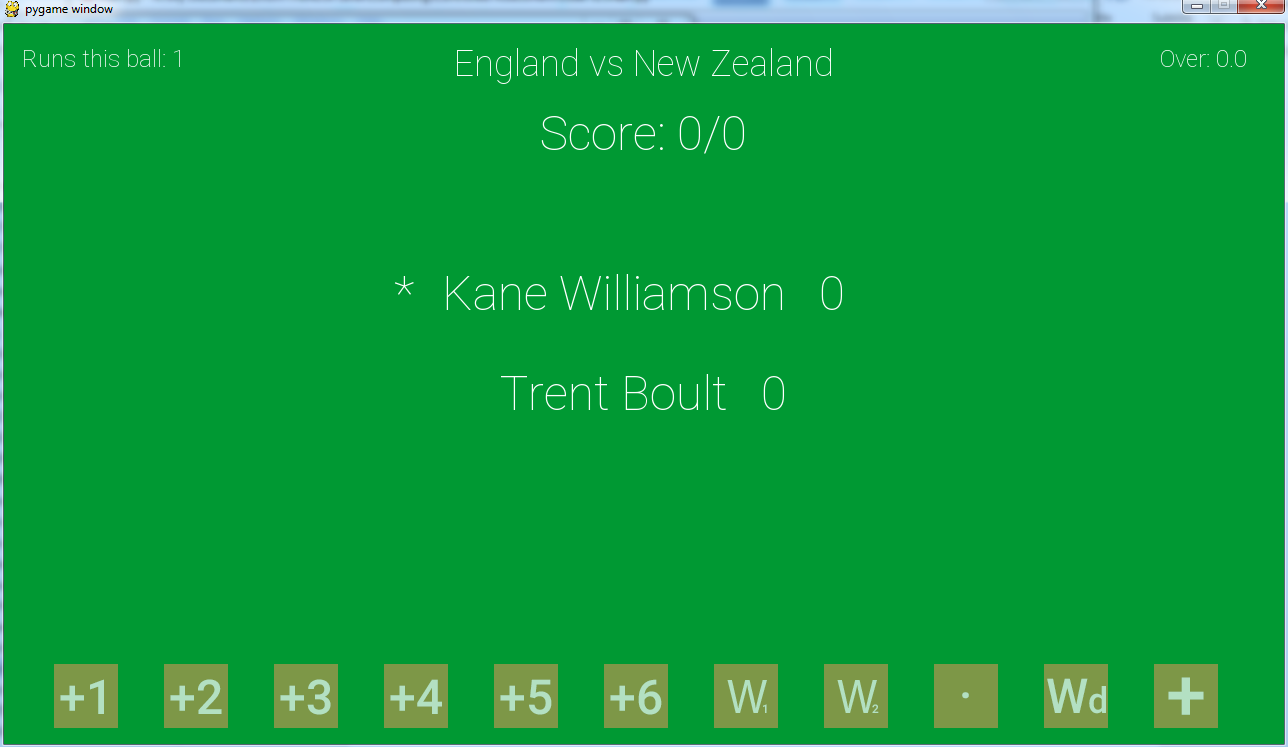 pygame window
Runs this ball: 1
England vs New Zealand
Over: 0.0
Score: 0/0
* Kane Williamson 0
Trent Boult 0
+1 +2 +3 +4 +5 +6 W1 W2 · Wd +